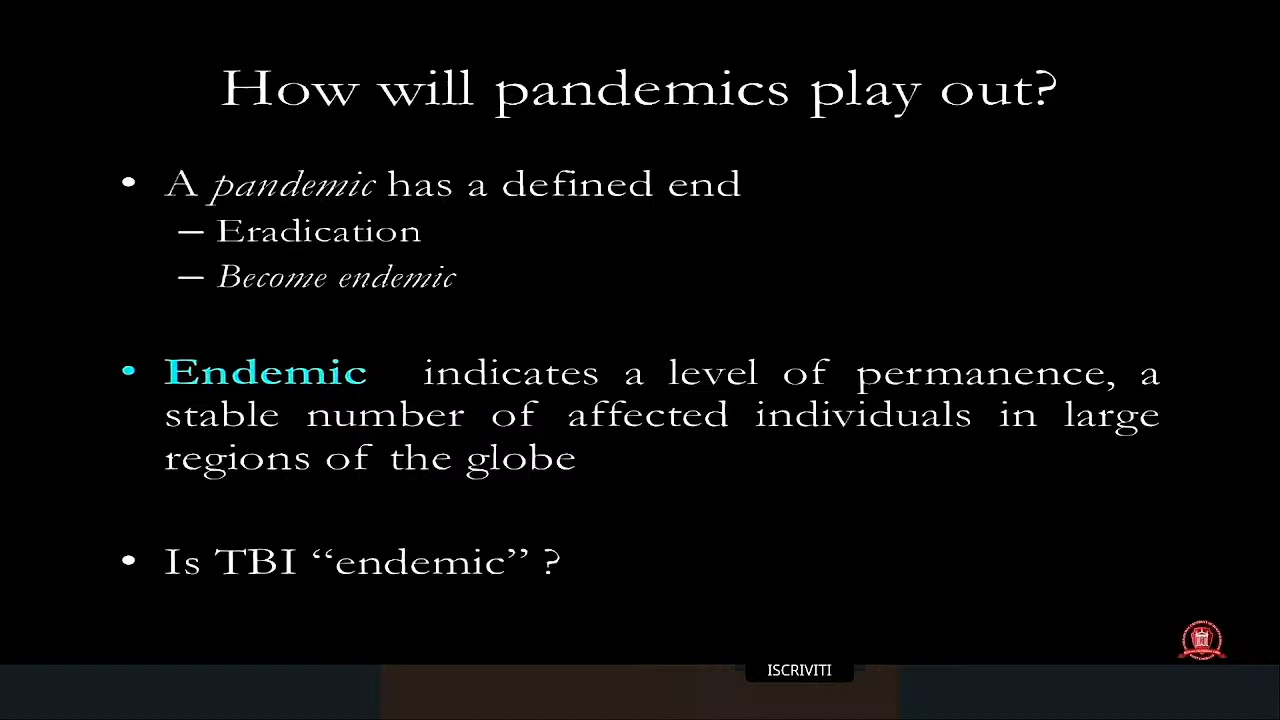 How will pandemics play out?
• A pandemic has a defined end
– Eradication
– Become endemic
• Endemic indicates a level of permanence, a
stable number of affected individuals in large
regions of the globe
• Is TBI “endemic” ?
ISCRIVITI